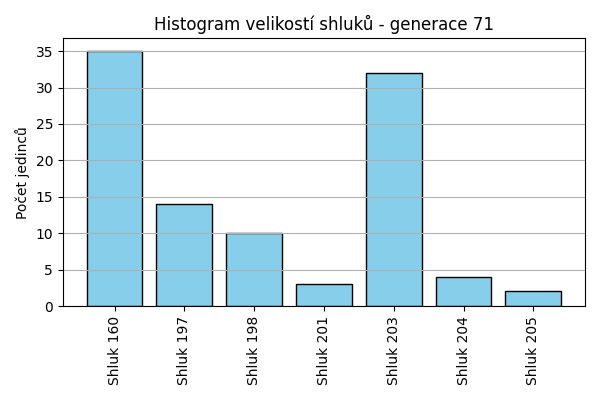 Histogram velikostí shluků - generace 71
Počet jedinců
35
30
25
20
15
10
5
0
Shluk 160
Shluk 197
Shluk 198
Shluk 201
Shluk 203
Shluk 204
Shluk 205